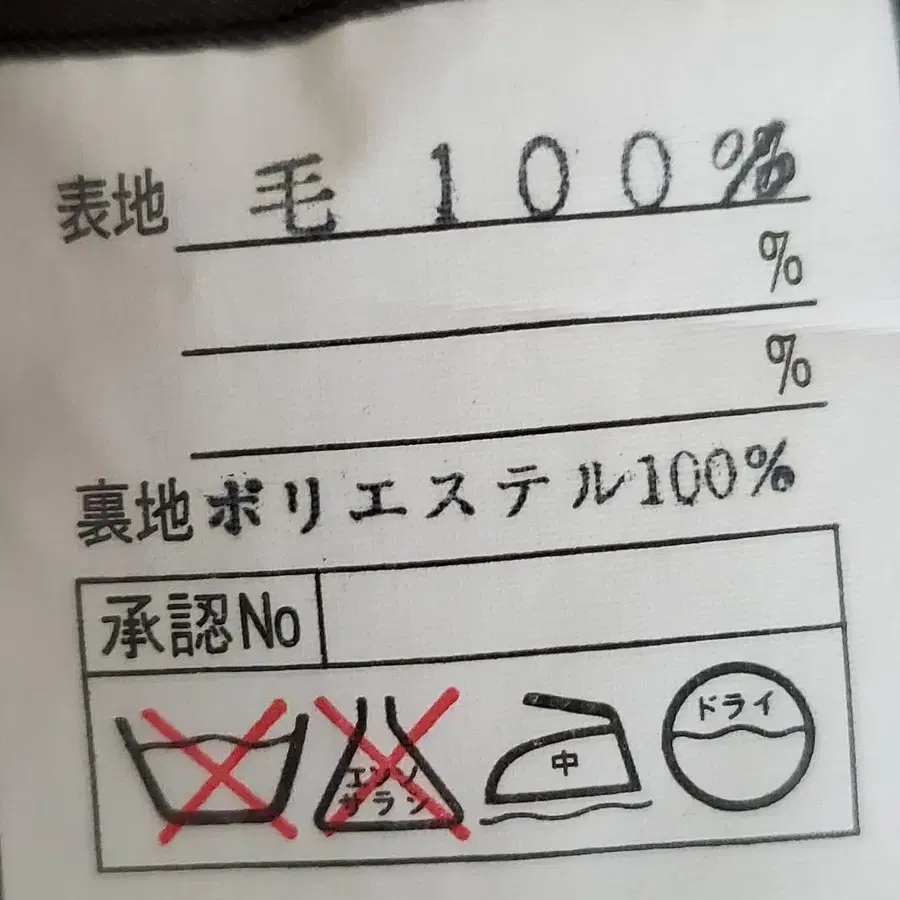 表地 毛 100%
%
%
裏地 ポリエステル100%
承認No
エンソ
サラシ
中
ドライ